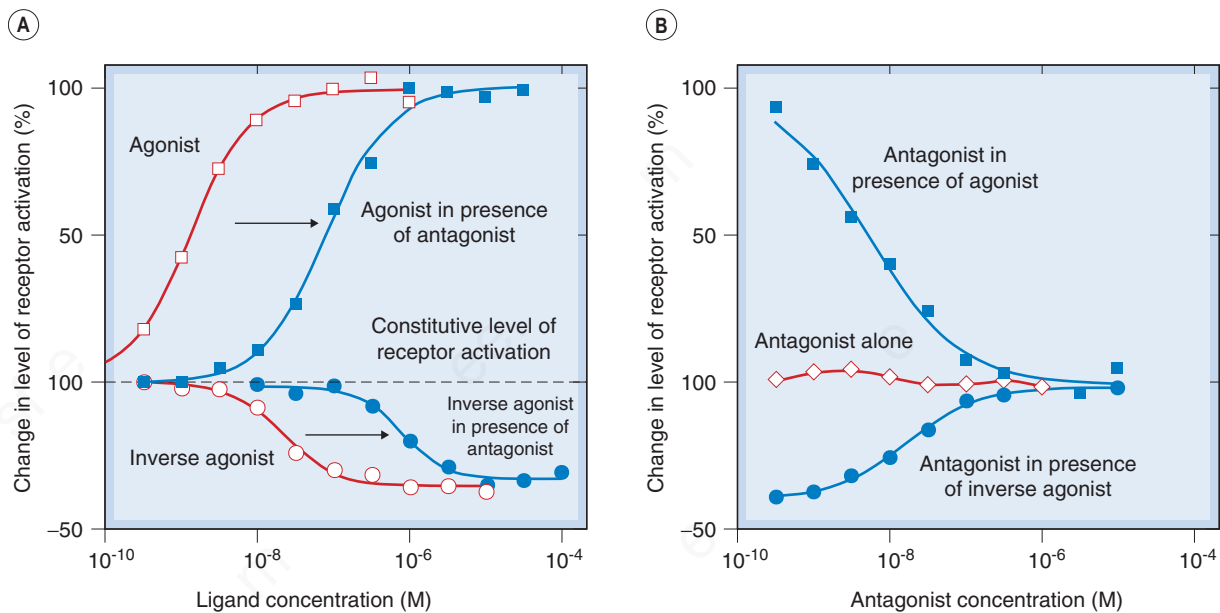 A
Change in level of receptor activation (%)
100
50
100
–50
Agonist
Agonist in presence
of antagonist
Constitutive level of
receptor activation
Inverse agonist
in presence of
antagonist
Inverse agonist
10-10
10-8
10-6
10-4
Ligand concentration (M)
B
Change in level of receptor activation (%)
100
50
100
–50
Antagonist in
presence of agonist
Antagonist alone
Antagonist in presence
of inverse agonist
10-10
10-8
10-6
10-4
Antagonist concentration (M)